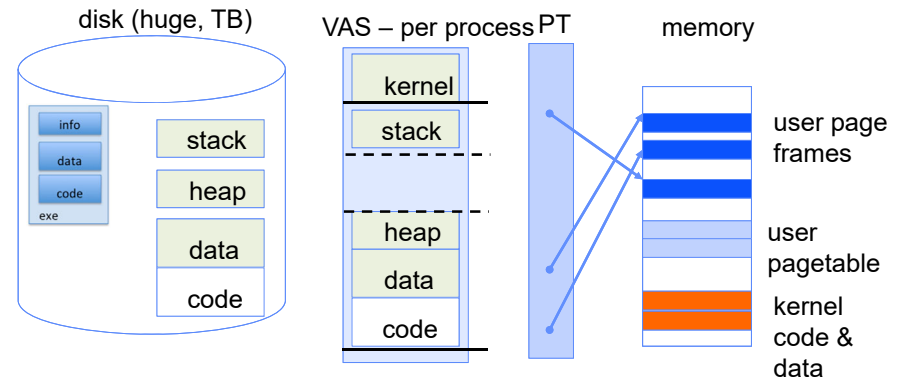 disk (huge, TB)
VAS – per process
PT
memory
info
data
code
exe
stack
heap
data
code
kernel
stack
heap
data
code
user page
frames
user
pagetable
kernel
code &
data